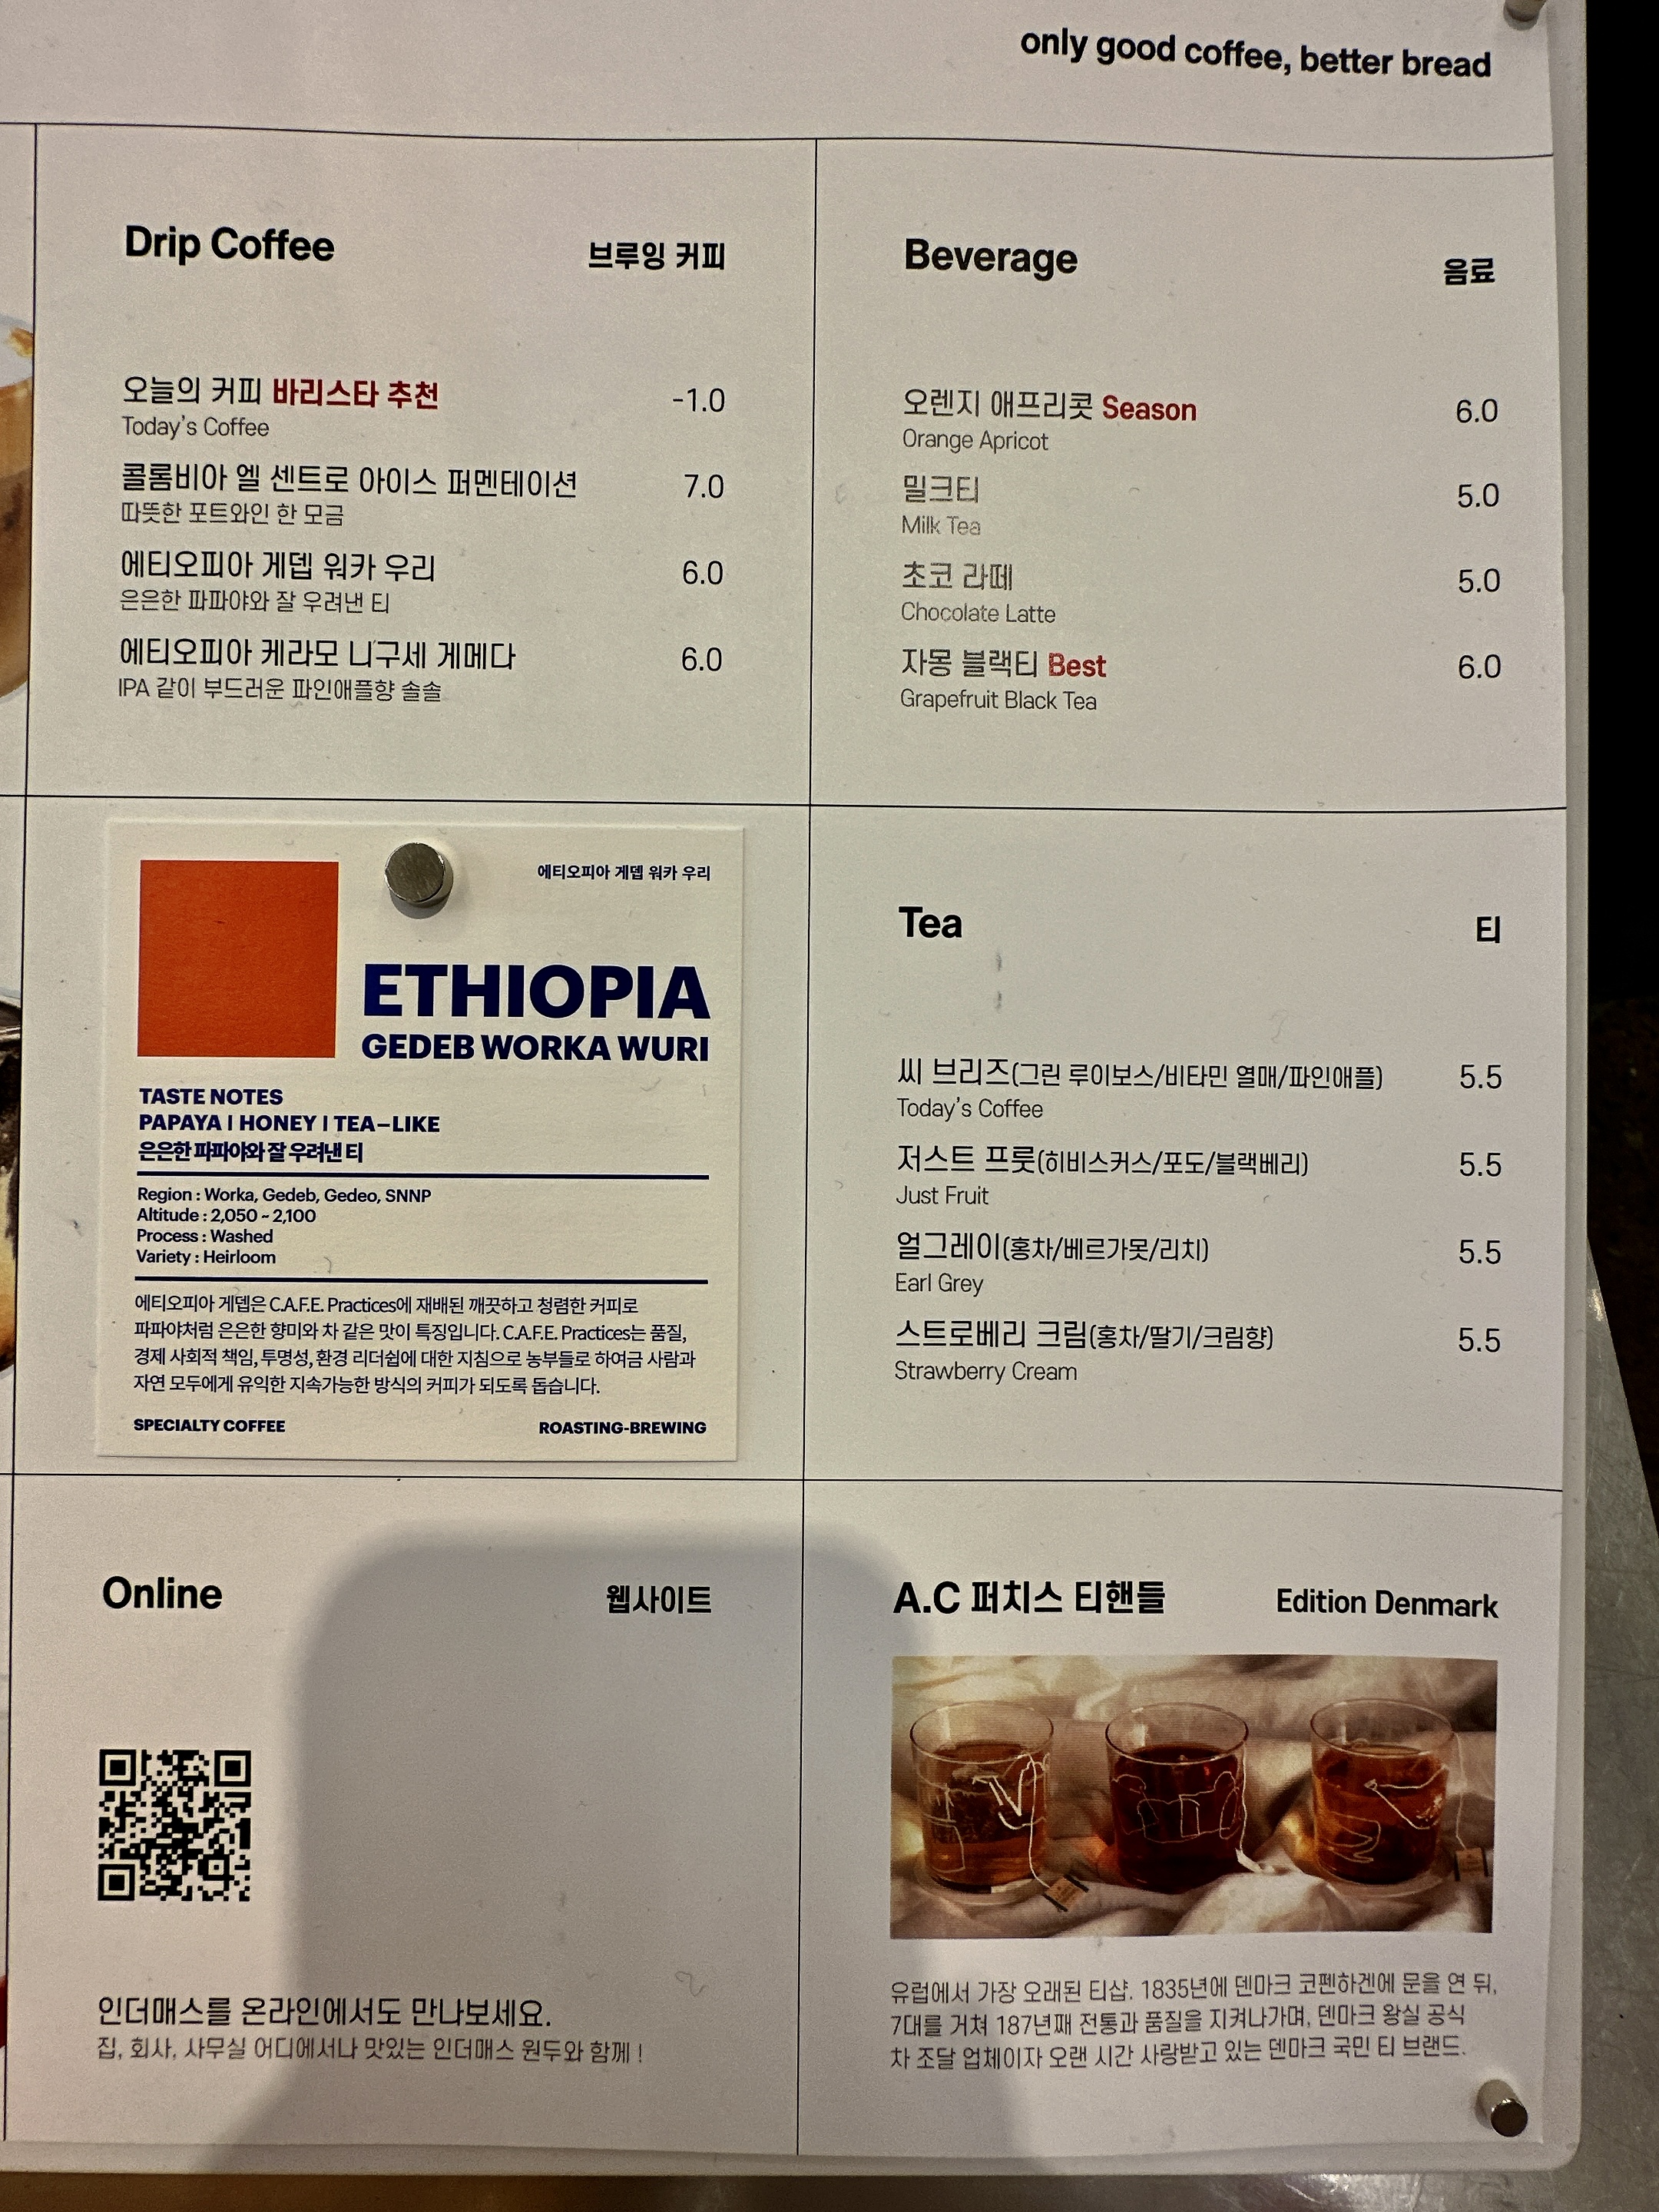 only good coffee, better bread
Drip Coffee 브루잉 커피
오늘의 커피 바리스타 추천 -1.0
Today's Coffee
콜롬비아 엘 센트로 아이스 퍼멘테이션 7.0
따뜻한 포트와인 한 모금
에티오피아 게뎁 워카 우리 6.0
은은한 파파야와 잘 우려낸 티
에티오피아 케라모 니구세 게메다 6.0
IPA 같이 부드러운 파인애플향 솔솔
Beverage 음료
오렌지 애프리콧 Season 6.0
Orange Apricot
밀크티 5.0
Milk Tea
초코 라떼 5.0
Chocolate Latte
자몽 블랙티 Best 6.0
Grapefruit Black Tea
에티오피아 게뎁 워카 우리
ETHIOPIA
GEDEB WORKA WURI
TASTE NOTES
PAPAYA | HONEY | TEA-LIKE
은은한 파파야와 잘 우려낸 티
Region : Worka, Gedeb, Gedeo, SNNP
Altitude : 2,050 ~ 2,100
Process : Washed
Variety : Heirloom
에티오피아 게뎁은 C.A.F.E. Practices에 재배된 깨끗하고 청렴한 커피로
파파야처럼 은은한 향미와 차 같은 맛이 특징입니다. C.A.F.E. Practices는 품질,
경제 사회적 책임, 투명성, 환경 리더쉽에 대한 지침으로 농부들로 하여금 사람과
자연 모두에게 유익한 지속가능한 방식의 커피가 되도록 돕습니다.
SPECIALTY COFFEE ROASTING-BREWING
Tea 티
씨 브리즈(그린 루이보스/비타민 열매/파인애플) 5.5
Today's Coffee
저스트 프룻(히비스커스/포도/블랙베리) 5.5
Just Fruit
얼그레이(홍차/베르가못/리치) 5.5
Earl Grey
스트로베리 크림(홍차/딸기/크림향) 5.5
Strawberry Cream
Online 웹사이트
인더매스를 온라인에서도 만나보세요.
집, 회사, 사무실 어디에서나 맛있는 인더매스 원두와 함께 !
A.C 퍼치스 티핸들 Edition Denmark
유럽에서 가장 오래된 티샵. 1835년에 덴마크 코펜하겐에 문을 연 뒤,
7대를 거쳐 187년째 전통과 품질을 지켜나가며, 덴마크 왕실 공식
차 조달 업체이자 오랜 시간 사랑받고 있는 덴마크 국민 티 브랜드.